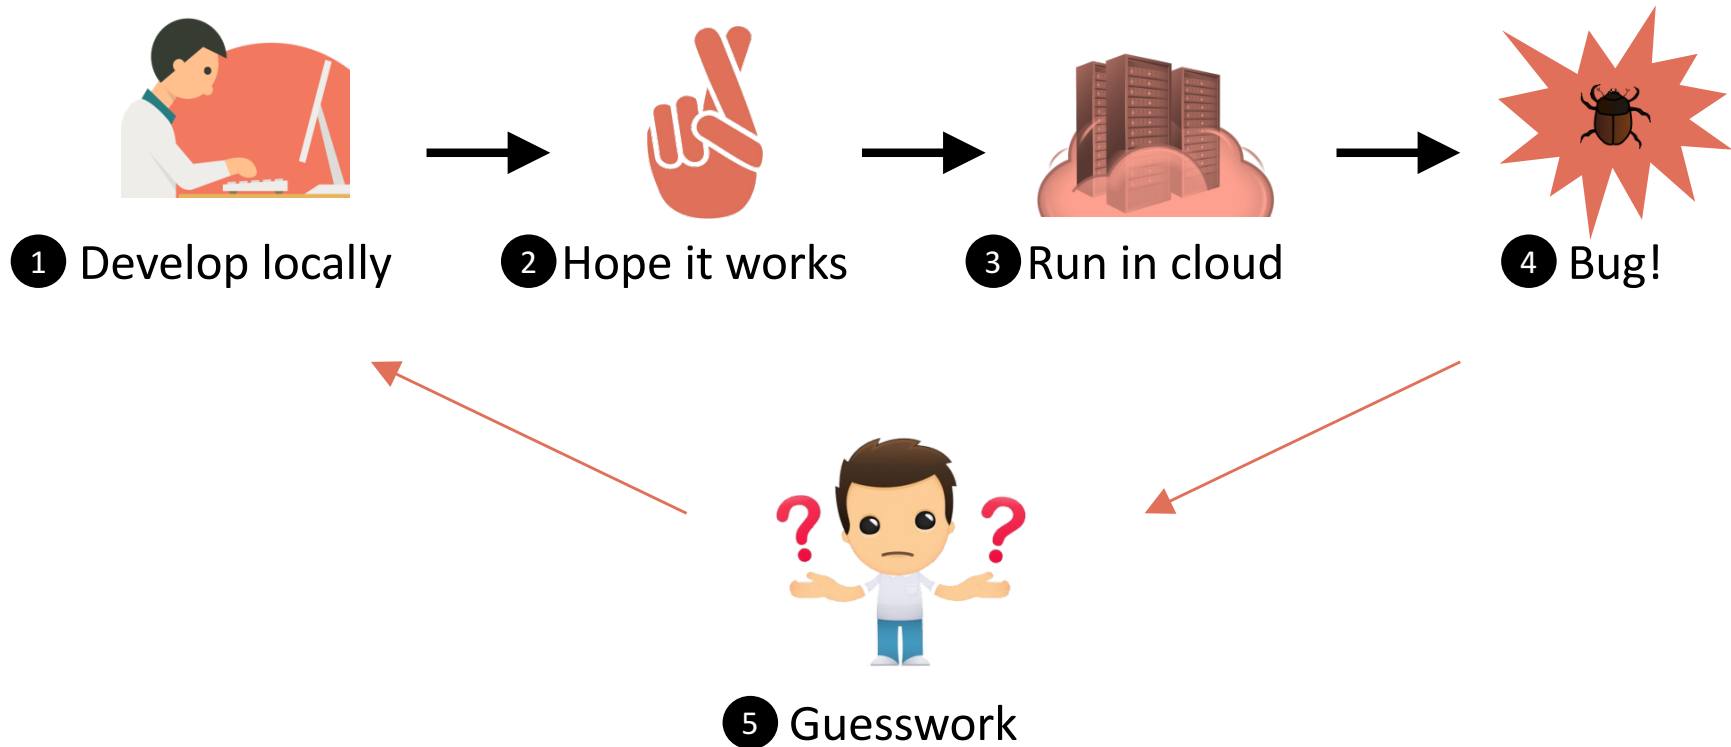 1 Develop locally
2 Hope it works
3 Run in cloud
4 Bug!
? ?
5 Guesswork